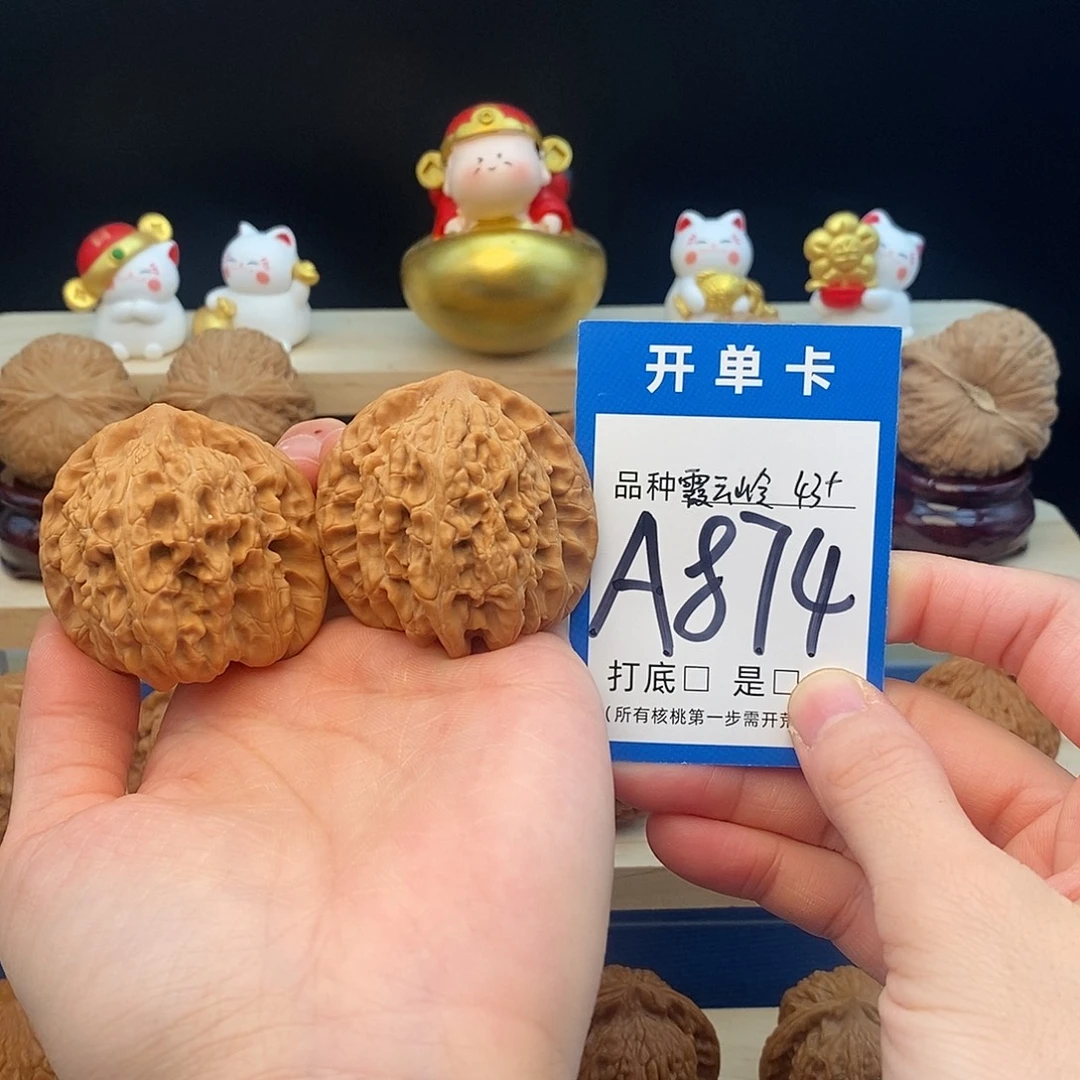 开单卡
品种霞云岭 43+
A874
打底□ 是□
(所有核桃第一步需开荒